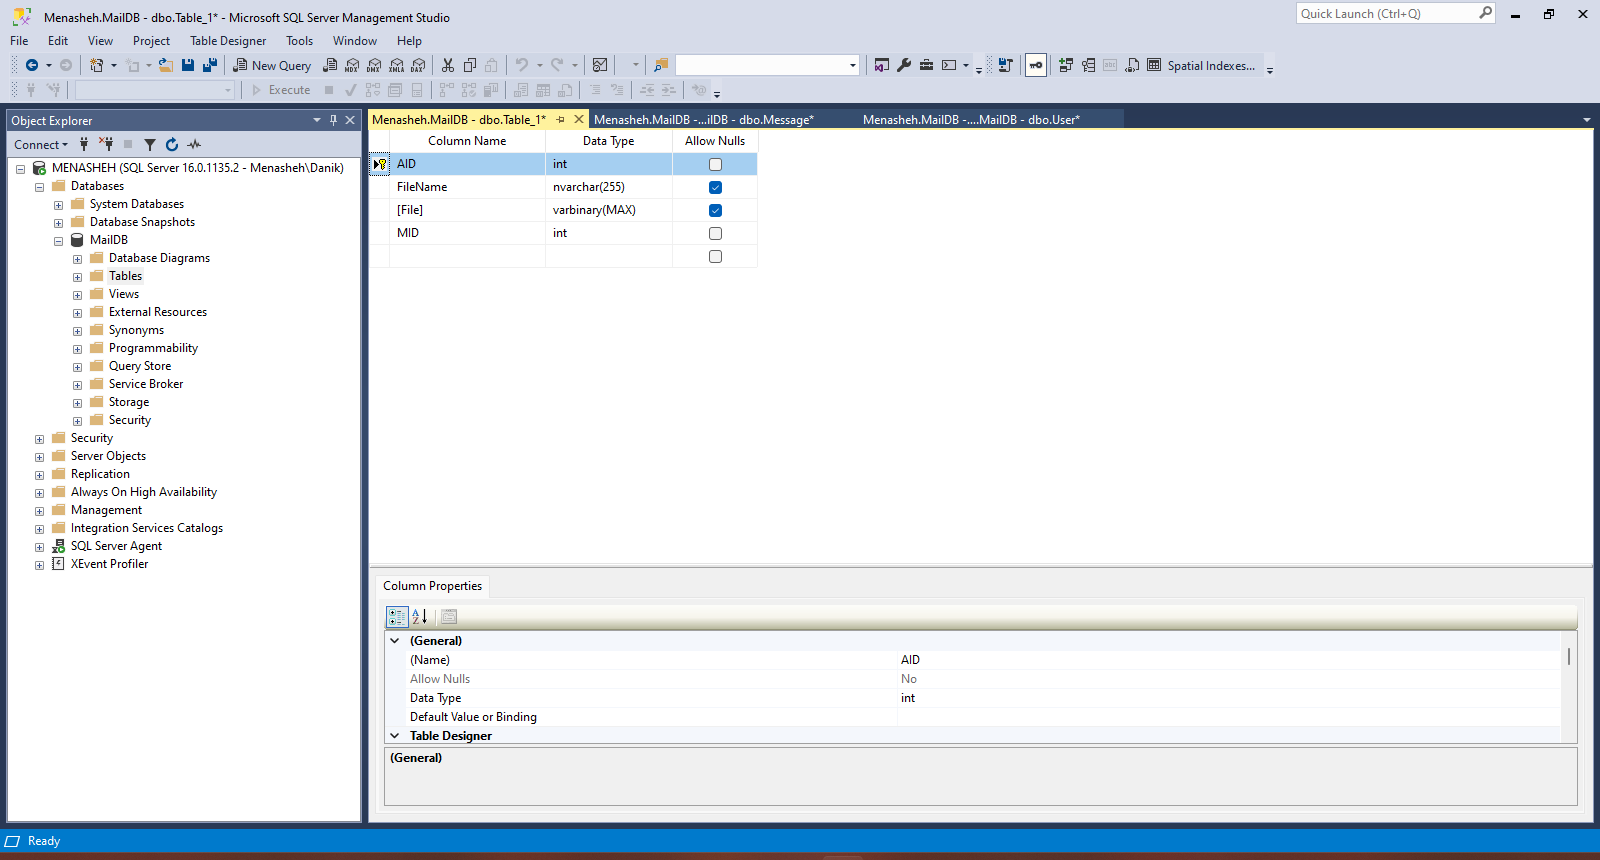 Menasheh.MailDB - dbo.Table_1* - Microsoft SQL Server Management Studio
Quick Launch (Ctrl+Q)
File Edit View Project Table Designer Tools Window Help
New Query MDX DMX XMLA DAX Spatial Indexes...
Execute
Object Explorer
Connect
MENASHEH (SQL Server 16.0.1135.2 - Menasheh\Danik)
Databases
System Databases
Database Snapshots
MailDB
Database Diagrams
Tables
Views
External Resources
Synonyms
Programmability
Query Store
Service Broker
Storage
Security
Security
Server Objects
Replication
Always On High Availability
Management
Integration Services Catalogs
SQL Server Agent
XEvent Profiler
Menasheh.MailDB - dbo.Table_1* Menasheh.MailDB -...ilDB - dbo.Message* Menasheh.MailDB -....MailDB - dbo.User*
Column Name Data Type Allow Nulls
AID int
FileName nvarchar(255)
[File] varbinary(MAX)
MID int
Column Properties
(General)
(Name) AID
Allow Nulls No
Data Type int
Default Value or Binding
Table Designer
(General)
Ready